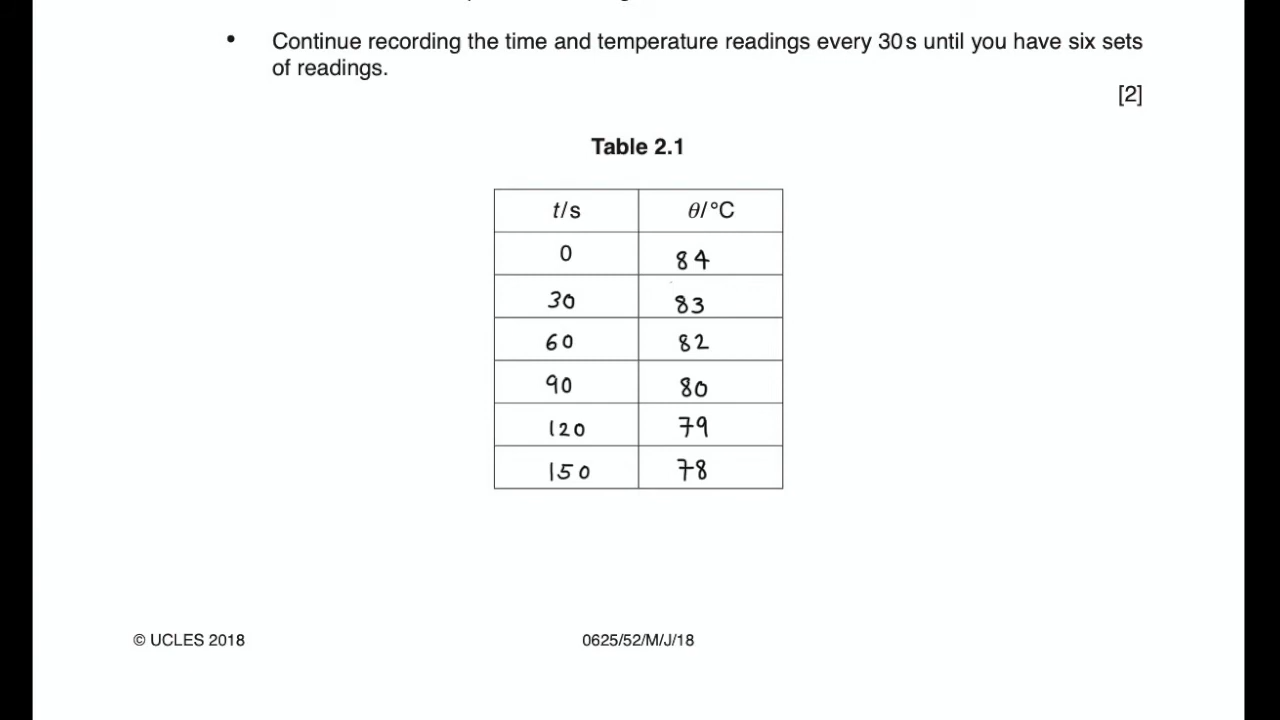 • Continue recording the time and temperature readings every 30 s until you have six sets
of readings.
[2]
Table 2.1
t/s θ/°C
0 84
30 83
60 82
90 80
120 79
150 78
© UCLES 2018 0625/52/M/J/18